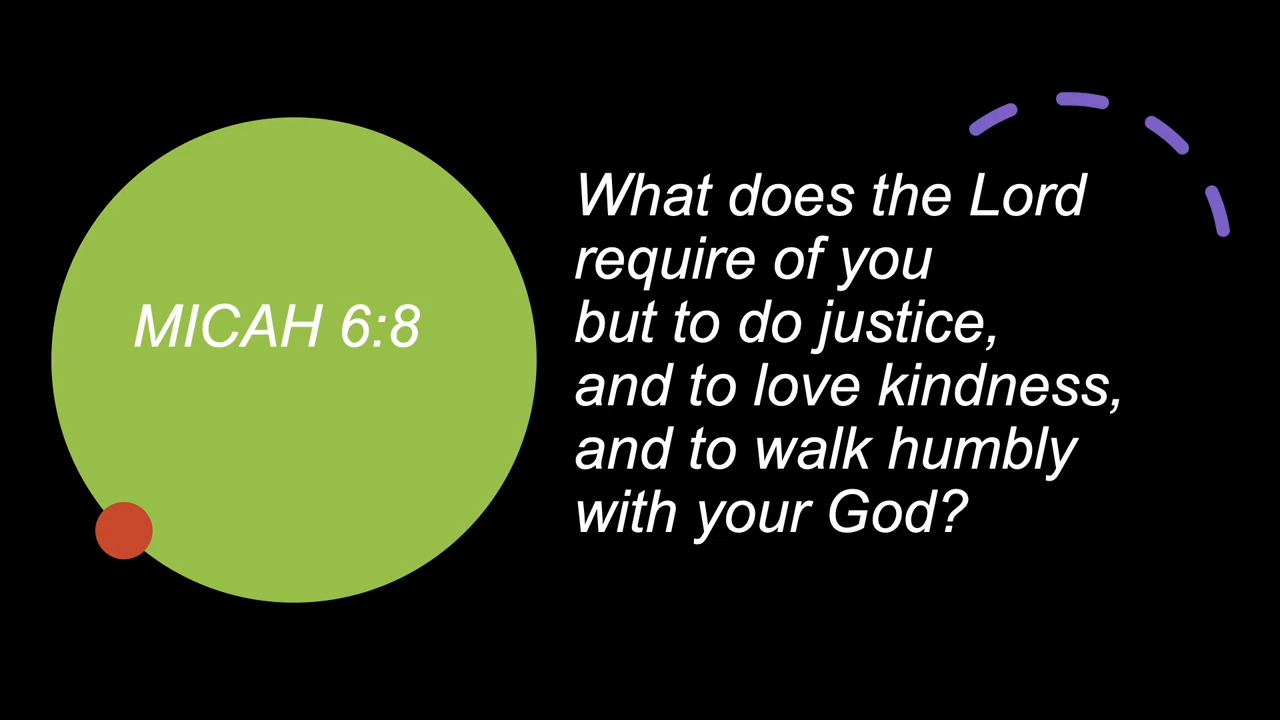 MICAH 6:8
What does the Lord
require of you
but to do justice,
and to love kindness,
and to walk humbly
with your God?